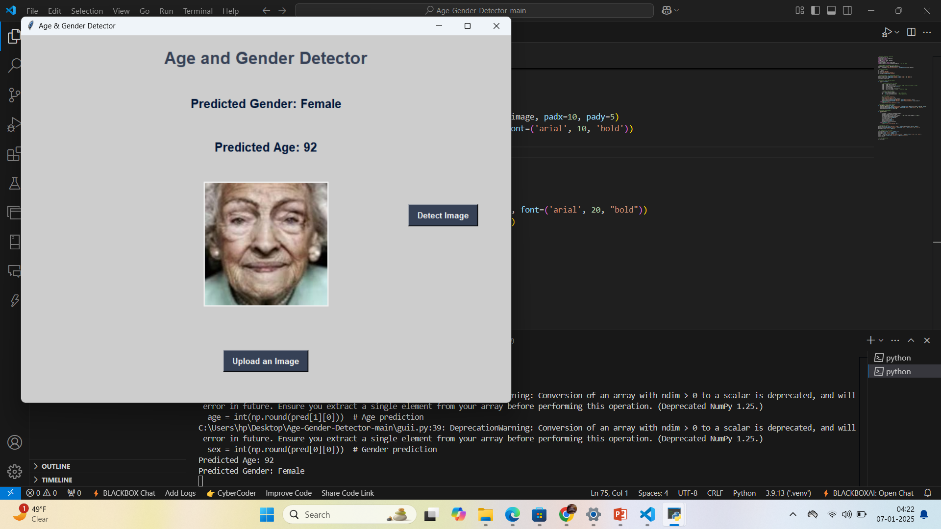 File Edit Selection View Go Run Terminal Help
Age-Gender-Detector-main
Age & Gender Detector
Age and Gender Detector
Predicted Gender: Female
Predicted Age: 92
Detect Image
Upload an Image
image, padx=10, pady=5)
font=('arial', 10, 'bold'))
, font=('arial', 20, "bold"))
)
python
python
ning: Conversion of an array with ndim > 0 to a scalar is deprecated, and will
error in future. Ensure you extract a single element from your array before performing this operation. (Deprecated NumPy 1.25.)
age = int(np.round(pred[1][0])) # Age prediction
C:\Users\hp\Desktop\Age-Gender-Detector-main\guii.py:39: DeprecationWarning: Conversion of an array with ndim > 0 to a scalar is deprecated, and will
error in future. Ensure you extract a single element from your array before performing this operation. (Deprecated NumPy 1.25.)
sex = int(np.round(pred[0][0])) # Gender prediction
Predicted Age: 92
Predicted Gender: Female
OUTLINE
TIMELINE
0 0 0 BLACKBOX Chat Add Logs CyberCoder Improve Code Share Code Link
Ln 75, Col 1 Spaces: 4 UTF-8 CRLF Python 3.9.13 ('.venv') BLACKBOXAI: Open Chat
1
49°F
Clear
Search
04:22
07-01-2025